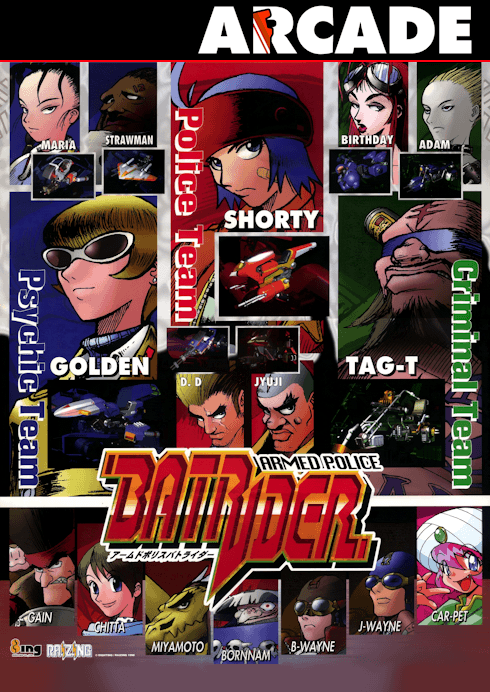 ARCADE
MARIA
STRAWMAN
BIRTHDAY
ADAM
Police Team
SHORTY
Psychic Team
GOLDEN
D. D
JYUJI
TAG-T
Criminal Team
ARMED POLICE
BATRIDER.
アームドポリスバトライダー
GAIN
CHITTA
MIYAMOTO
BORNNAM
B-WAYNE
J-WAYNE
CAR-PET
8ing
RAIZING